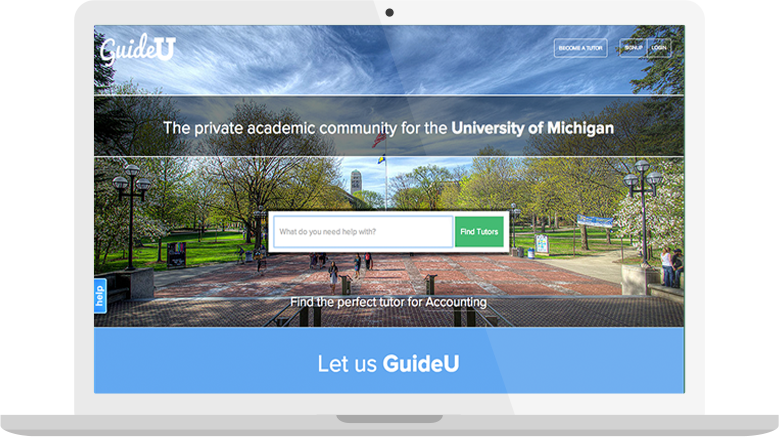 GuideU
BECOME A TUTOR
SIGNUP
LOGIN
The private academic community for the University of Michigan
What do you need help with?
Find Tutors
help
Find the perfect tutor for Accounting
Let us GuideU